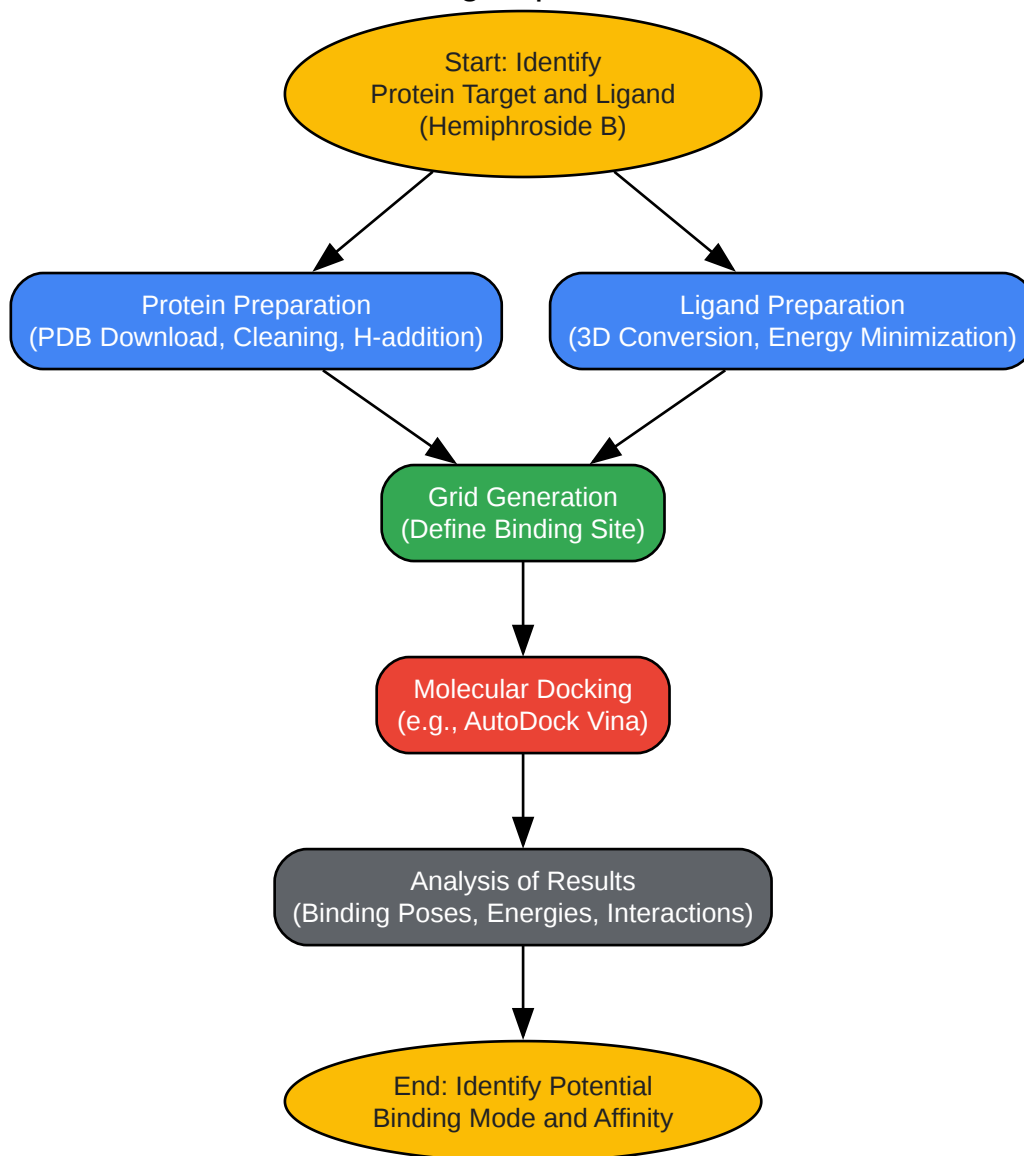 Start: Identify
Protein Target and Ligand
(Hemiphroside B)
Protein Preparation
(PDB Download, Cleaning, H-addition)
Ligand Preparation
(3D Conversion, Energy Minimization)
Grid Generation
(Define Binding Site)
Molecular Docking
(e.g., AutoDock Vina)
Analysis of Results
(Binding Poses, Energies, Interactions)
End: Identify Potential
Binding Mode and Affinity